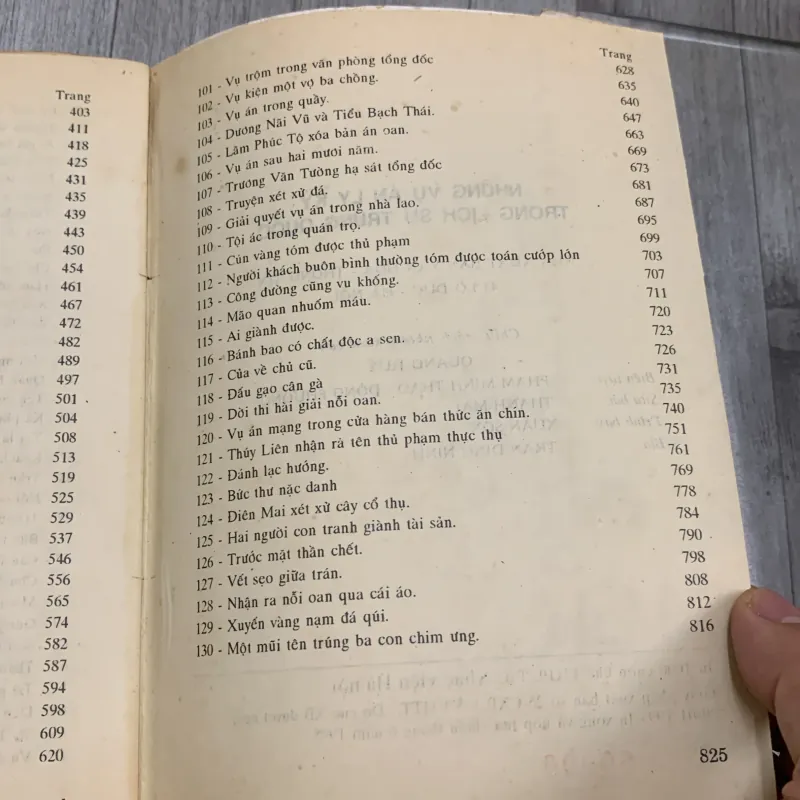 Trang
403
411
418
425
431
435
439
443
450
454
461
467
472
482
489
497
501
504
508
513
519
525
529
537
546
556
565
574
582
587
594
598
609
620
Trang
101 - Vụ trộm trong văn phòng tổng đốc 628
102 - Vụ kiện một vợ ba chồng. 635
103 - Vụ án trong quầy. 640
104 - Dương Nãi Vũ và Tiểu Bạch Thái. 647
105 - Lâm Phúc Tộ xóa bản án oan. 663
106 - Vụ án sau hai mươi năm. 669
107 - Trương Văn Tường hạ sát tổng đốc 673
108 - Truyện xét xử đá. 681
109 - Giải quyết vụ án trong nhà lao. 687
110 - Tội ác trong quán trọ. 695
111 - Cún vàng tóm được thủ phạm 699
112 - Người khách buôn bình thường tóm được toán cướp lớn 703
113 - Công đường cũng vu khống. 707
114 - Mão quan nhuốm máu. 711
115 - Ai giành được. 720
116 - Bánh bao có chất độc a sen. 723
117 - Của về chủ cũ. 726
118 - Đấu gạo cân gà 731
119 - Dời thi hài giải nỗi oan. 735
120 - Vụ án mạng trong cửa hàng bán thức ăn chín. 740
121 - Thúy Liên nhận ra tên thủ phạm thực thụ 751
122 - Đánh lạc hướng. 761
123 - Bức thư nặc danh 769
124 - Diên Mai xét xử cây cổ thụ. 778
125 - Hai người con tranh giành tài sản. 784
126 - Trước mặt thần chết. 790
127 - Vết sẹo giữa trán. 798
128 - Nhận ra nỗi oan qua cái áo. 808
129 - Xuyến vàng nạm đá qúi. 812
130 - Một mũi tên trúng ba con chim ưng. 816
825